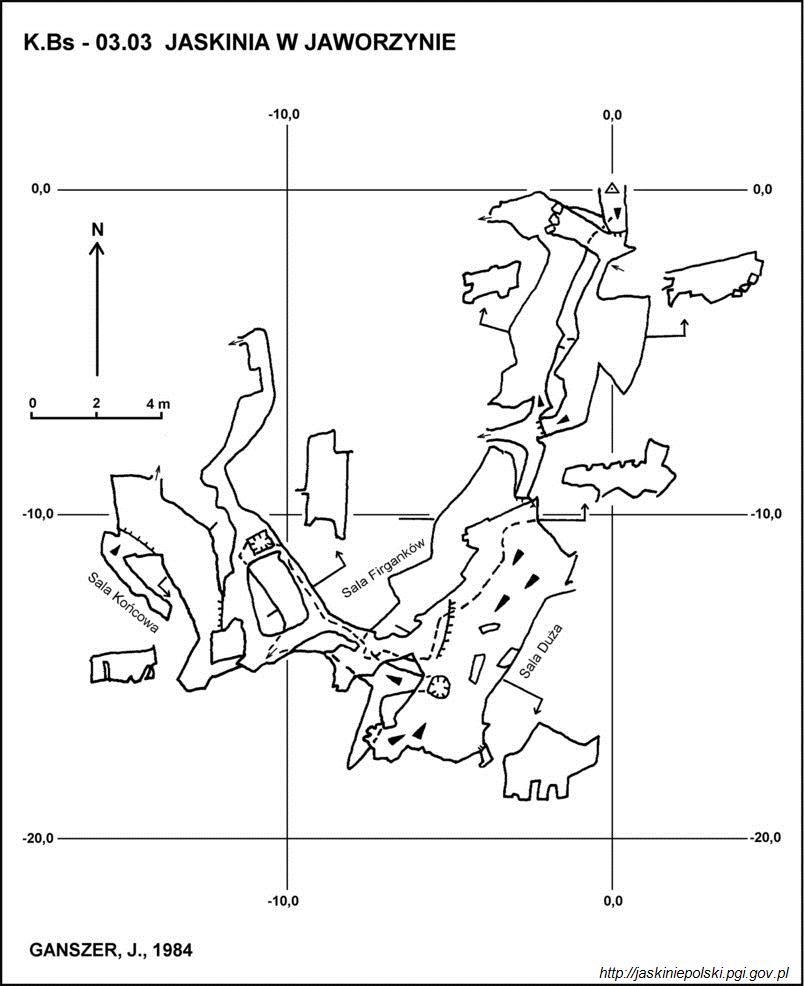 K.Bs - 03.03 JASKINIA W JAWORZYNIE
-10,0
0,0
0,0
0,0
N
0 2 4 m
-10,0
-10,0
Sala Firganków
Sala Końcowa
Sala Duża
-20,0
-20,0
-10,0
0,0
GANSZER, J., 1984
http://jaskiniepolski.pgi.gov.pl